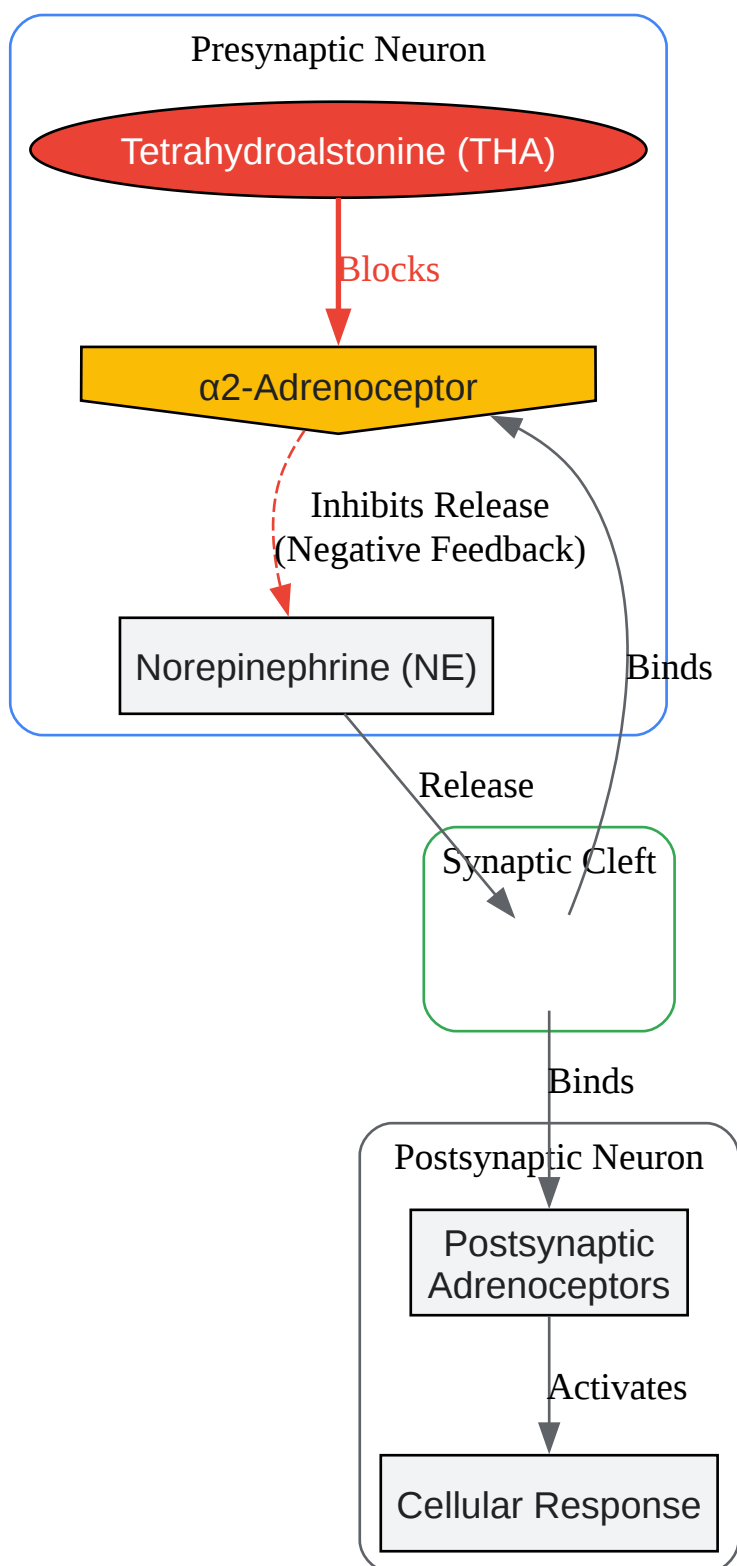 Presynaptic Neuron
Tetrahydroalstonine (THA)
Blocks
α2-Adrenoceptor
Inhibits Release
(Negative Feedback)
Norepinephrine (NE)
Binds
Release
Synaptic Cleft
Binds
Postsynaptic Neuron
Postsynaptic
Adrenoceptors
Activates
Cellular Response